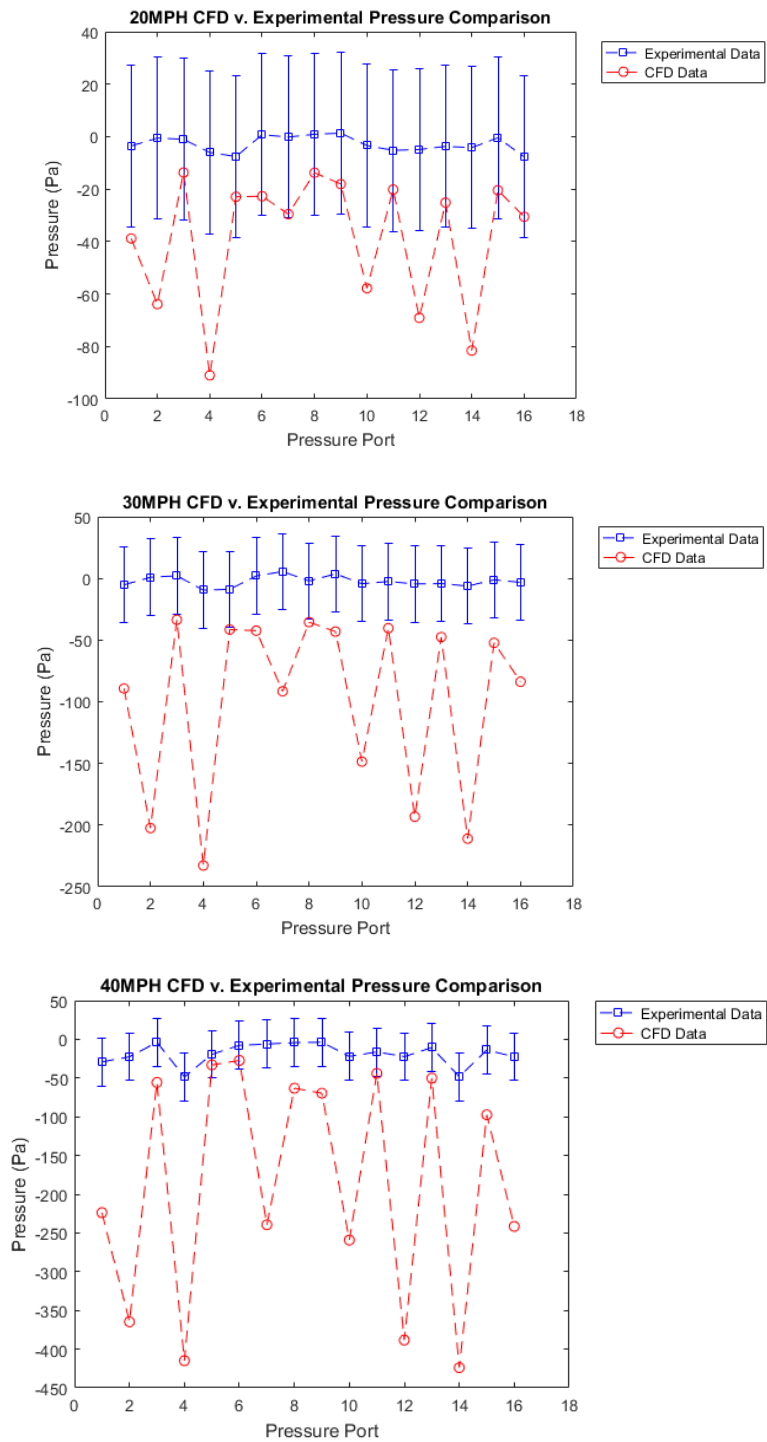 20MPH CFD v. Experimental Pressure Comparison
40
20
0
-20
-40
-60
-80
-100
Pressure (Pa)
0 2 4 6 8 10 12 14 16 18
Pressure Port
Experimental Data
CFD Data
30MPH CFD v. Experimental Pressure Comparison
50
0
-50
-100
-150
-200
-250
Pressure (Pa)
0 2 4 6 8 10 12 14 16 18
Pressure Port
Experimental Data
CFD Data
40MPH CFD v. Experimental Pressure Comparison
50
0
-50
-100
-150
-200
-250
-300
-350
-400
-450
Pressure (Pa)
0 2 4 6 8 10 12 14 16 18
Pressure Port
Experimental Data
CFD Data